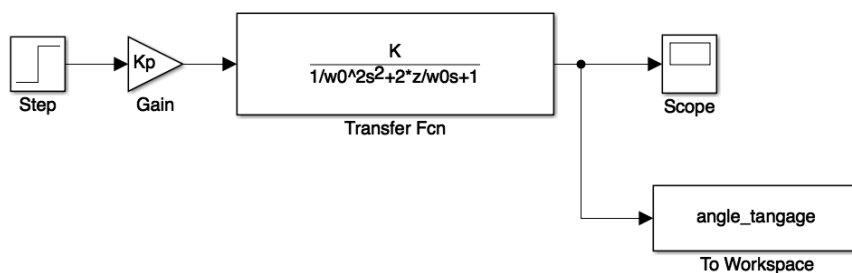 Step
Kp
Gain
K
1/w0^2s²+2*z/w0s+1
Transfer Fcn
Scope
angle_tangage
To Workspace